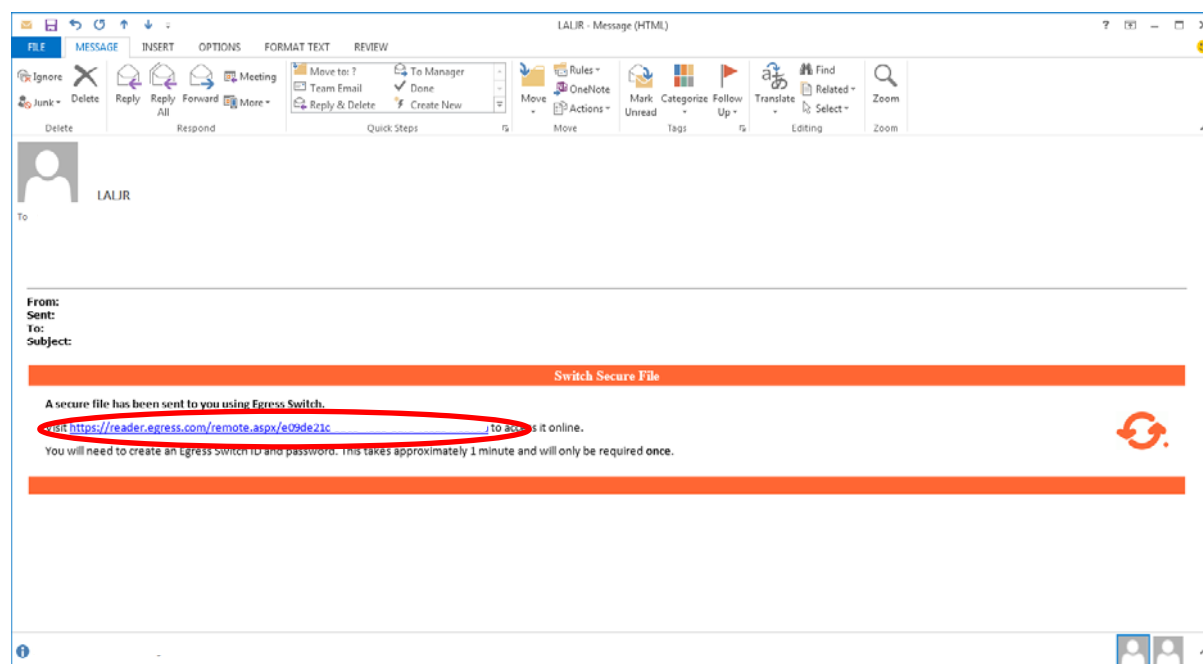 LALJR - Message (HTML)
FILE MESSAGE INSERT OPTIONS FORMAT TEXT REVIEW
Ignore
Junk
Delete
Reply
Reply All
Forward
Meeting
More
Move to: ?
Team Email
Reply & Delete
To Manager
Done
Create New
Move
Rules
OneNote
Actions
Mark Unread
Categorize
Follow Up
Translate
Find
Related
Select
Zoom
Delete Respond Quick Steps Move Tags Editing Zoom
LALJR
To
From:
Sent:
To:
Subject:
Switch Secure File
A secure file has been sent to you using Egress Switch.
Visit https://reader.egress.com/remote.aspx/e09de21c to access it online.
You will need to create an Egress Switch ID and password. This takes approximately 1 minute and will only be required once.